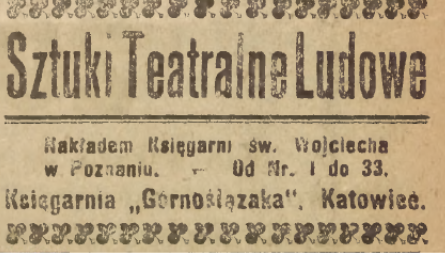 Sztuki Teatralne Ludowe
Nakładem Księgarni św. Wojciecha
w Poznaniu. — Od Nr. 1 do 33.
Księgarnia „Górnoślązaka“, Katowice.